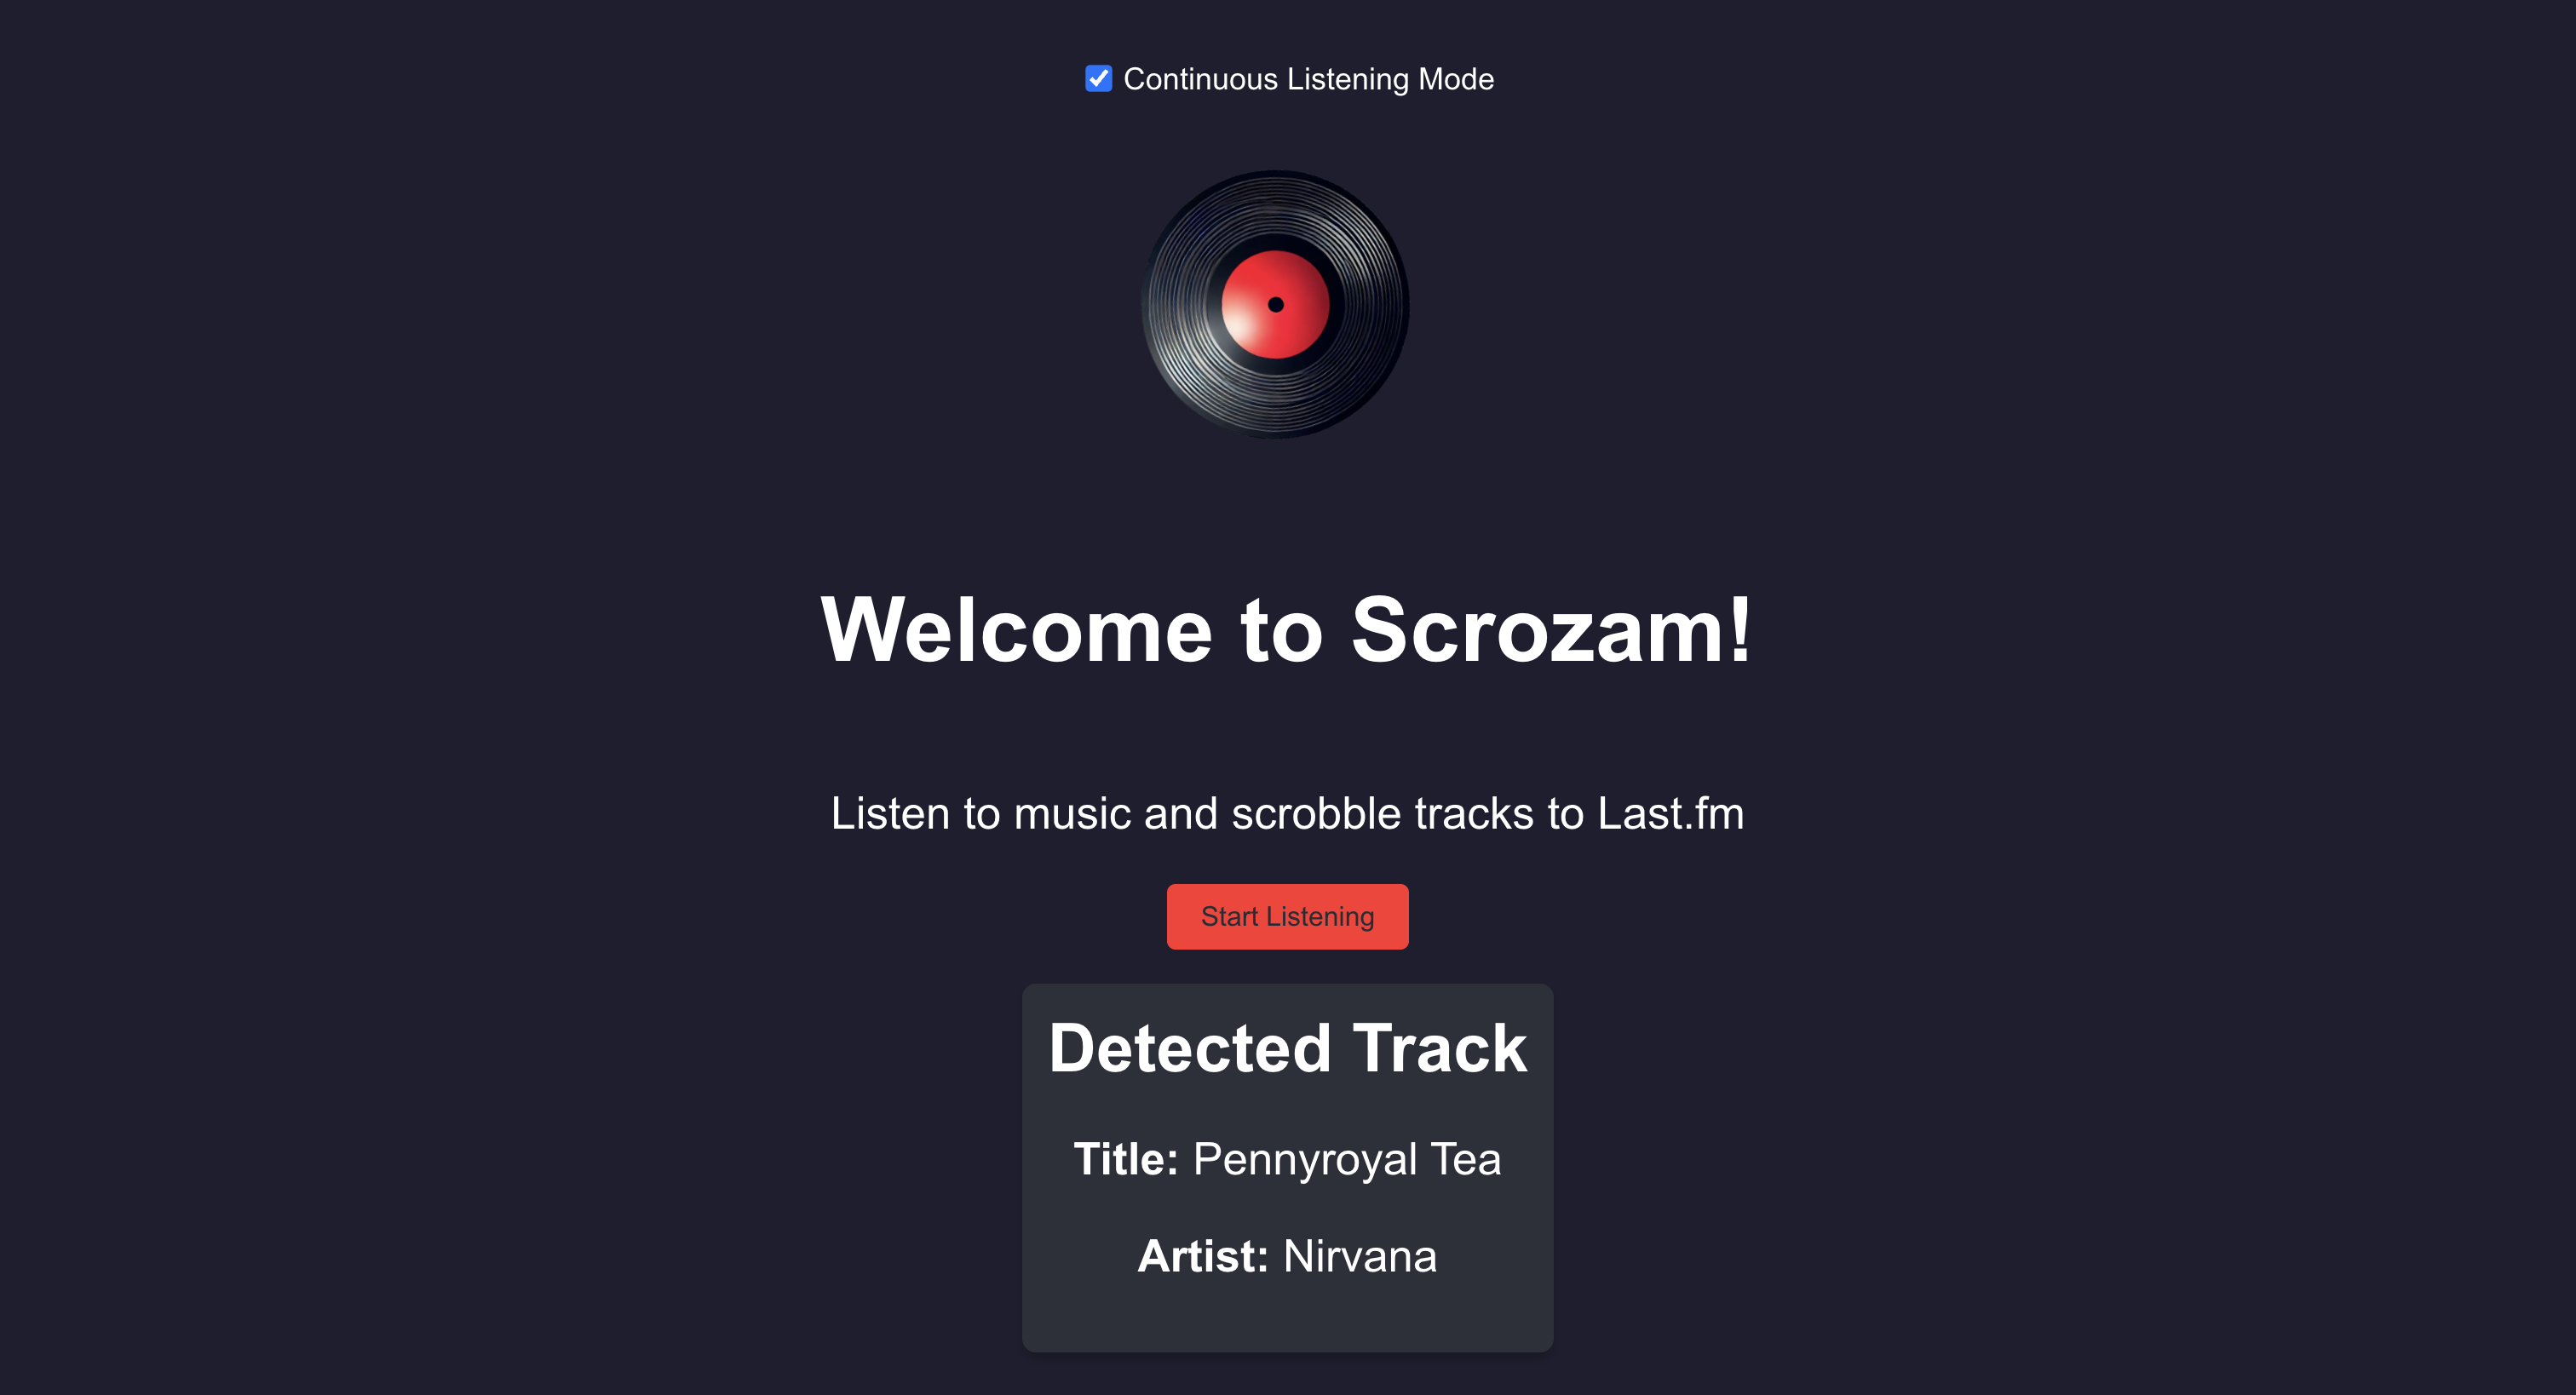 Continuous Listening Mode
Welcome to Scrozam!
Listen to music and scrobble tracks to Last.fm
Start Listening
Detected Track
Title: Pennyroyal Tea
Artist: Nirvana